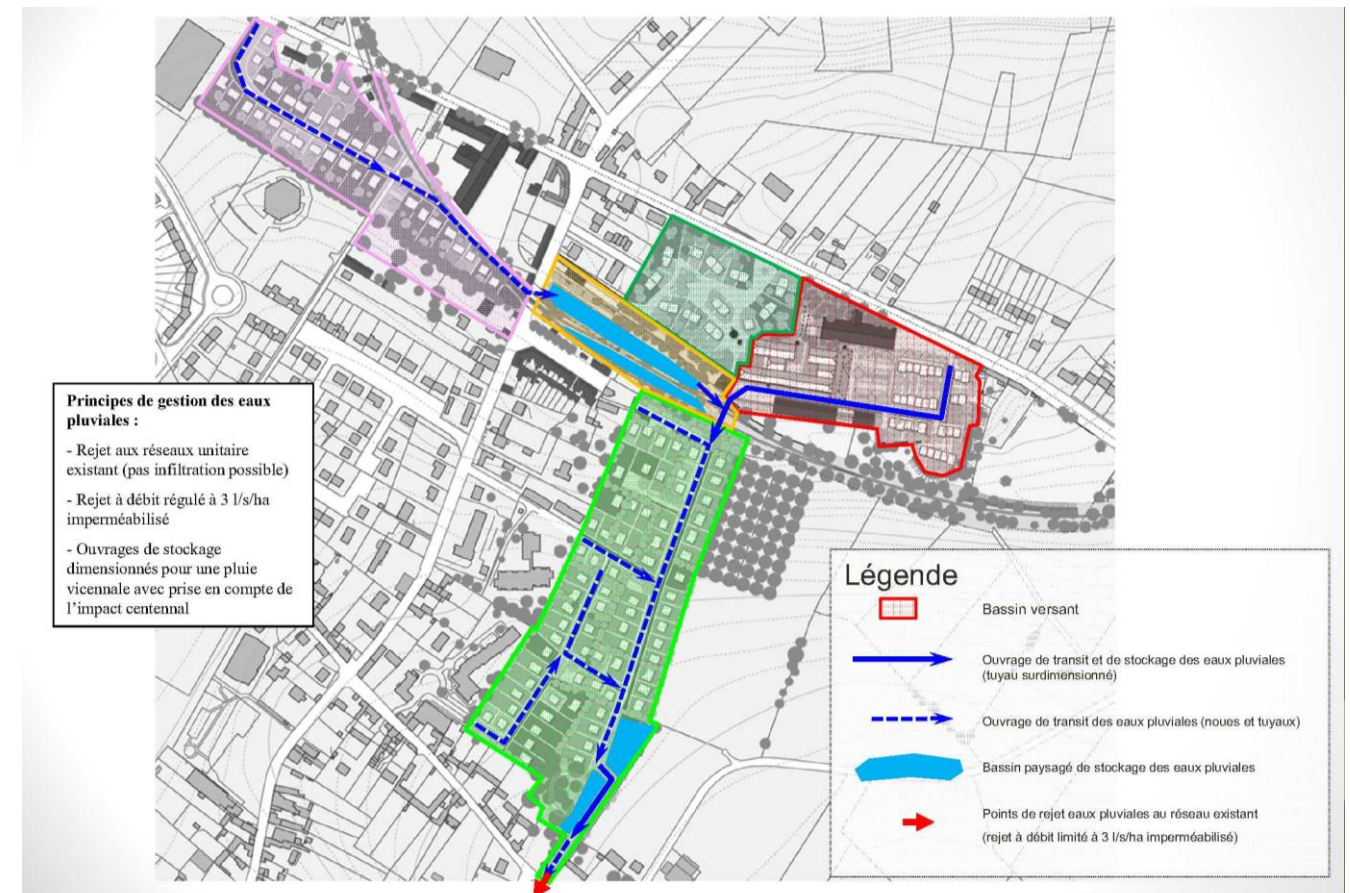 Principes de gestion des eaux
pluviales :
- Rejet aux réseaux unitaire
existant (pas infiltration possible)
- Rejet à débit régulé à 3 l/s/ha
imperméabilisé
- Ouvrages de stockage
dimensionnés pour une pluie
vicennale avec prise en compte de
l’impact centennal
Légende
Bassin versant
Ouvrage de transit et de stockage des eaux pluviales
(tuyau surdimensionné)
Ouvrage de transit des eaux pluviales (noues et tuyaux)
Bassin paysagé de stockage des eaux pluviales
Points de rejet eaux pluviales au réseau existant
(rejet à débit limité à 3 l/s/ha imperméabilisé)